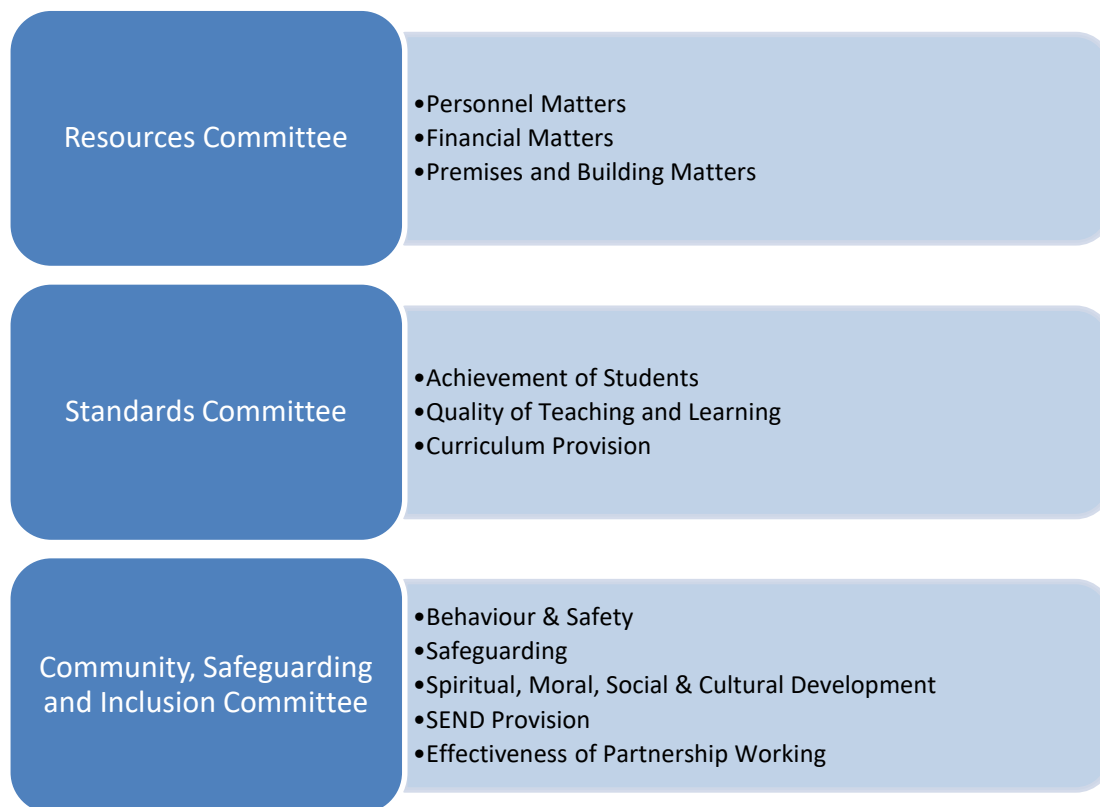 Resources Committee
•Personnel Matters
•Financial Matters
•Premises and Building Matters
Standards Committee
•Achievement of Students
•Quality of Teaching and Learning
•Curriculum Provision
Community, Safeguarding
and Inclusion Committee
•Behaviour & Safety
•Safeguarding
•Spiritual, Moral, Social & Cultural Development
•SEND Provision
•Effectiveness of Partnership Working